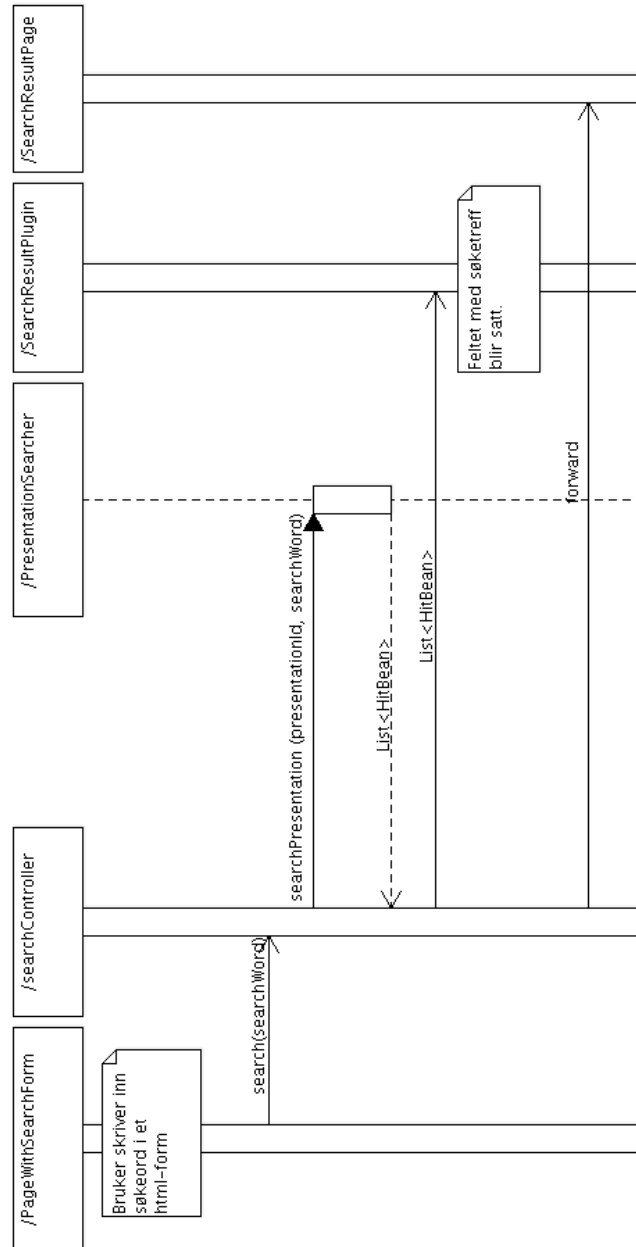 /PageWithSearchForm
/searchController
/PresentationSearcher
/SearchResultPlugin
/SearchResultPage
Bruker skriver inn
søkeord i et
html-form
search(searchWord)
searchPresentation (presentationId, searchWord)
List<HitBean>
List<HitBean>
Feltet med søketreff
blir satt.
forward